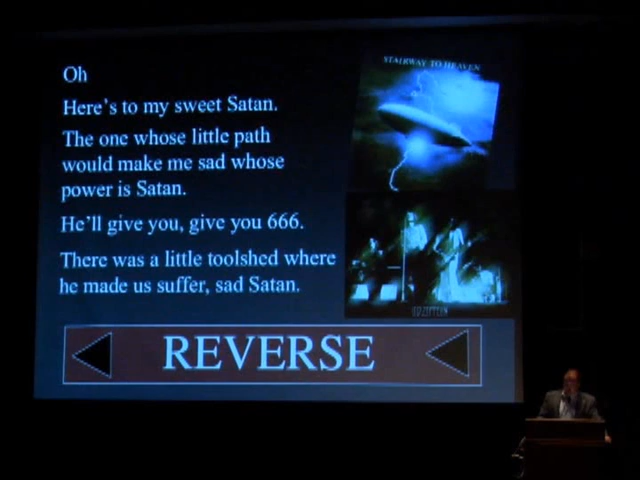 Oh
Here's to my sweet Satan.
The one whose little path
would make me sad whose
power is Satan.
He'll give you, give you 666.
There was a little toolshed where
he made us suffer, sad Satan.
STAIRWAY TO HEAVEN
LED ZEPPELIN
REVERSE